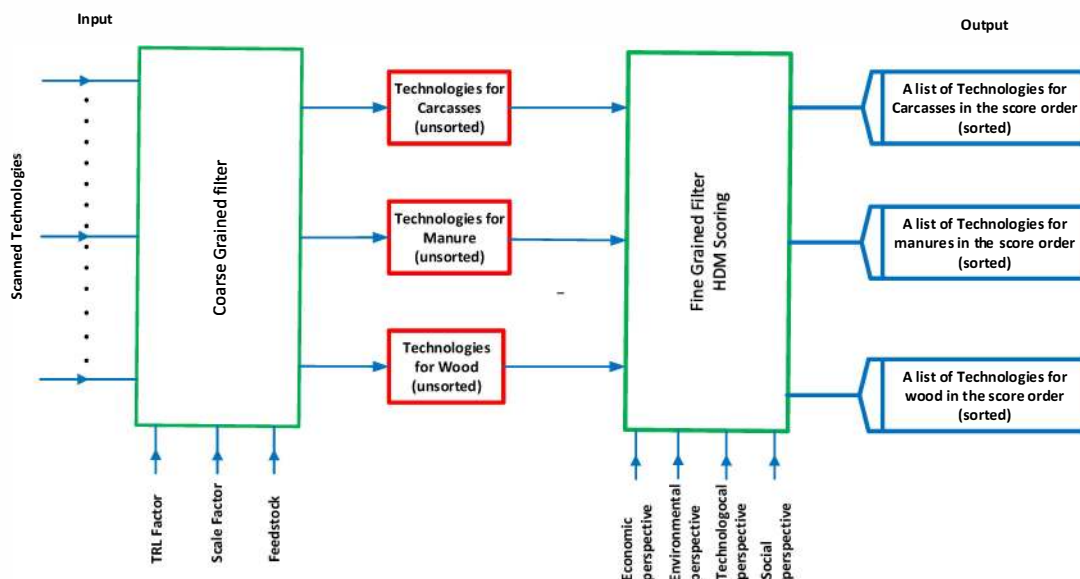 Input
Output
Scanned Technologies
Coarse Grained filter
Technologies for
Carcasses
(unsorted)
Technologies for
Manure
(unsorted)
Technologies
for Wood
(unsorted)
Fine Grained Filter
HDM Scoring
A list of Technologies for
Carcasses in the score order
(sorted)
A list of Technologies for
manures in the score order
(sorted)
A list of Technologies for
wood in the score order
(sorted)
TRL Factor
Scale Factor
Feedstock
Economic
perspective
Environmental
perspective
Technologocal
perspective
Social
perspective